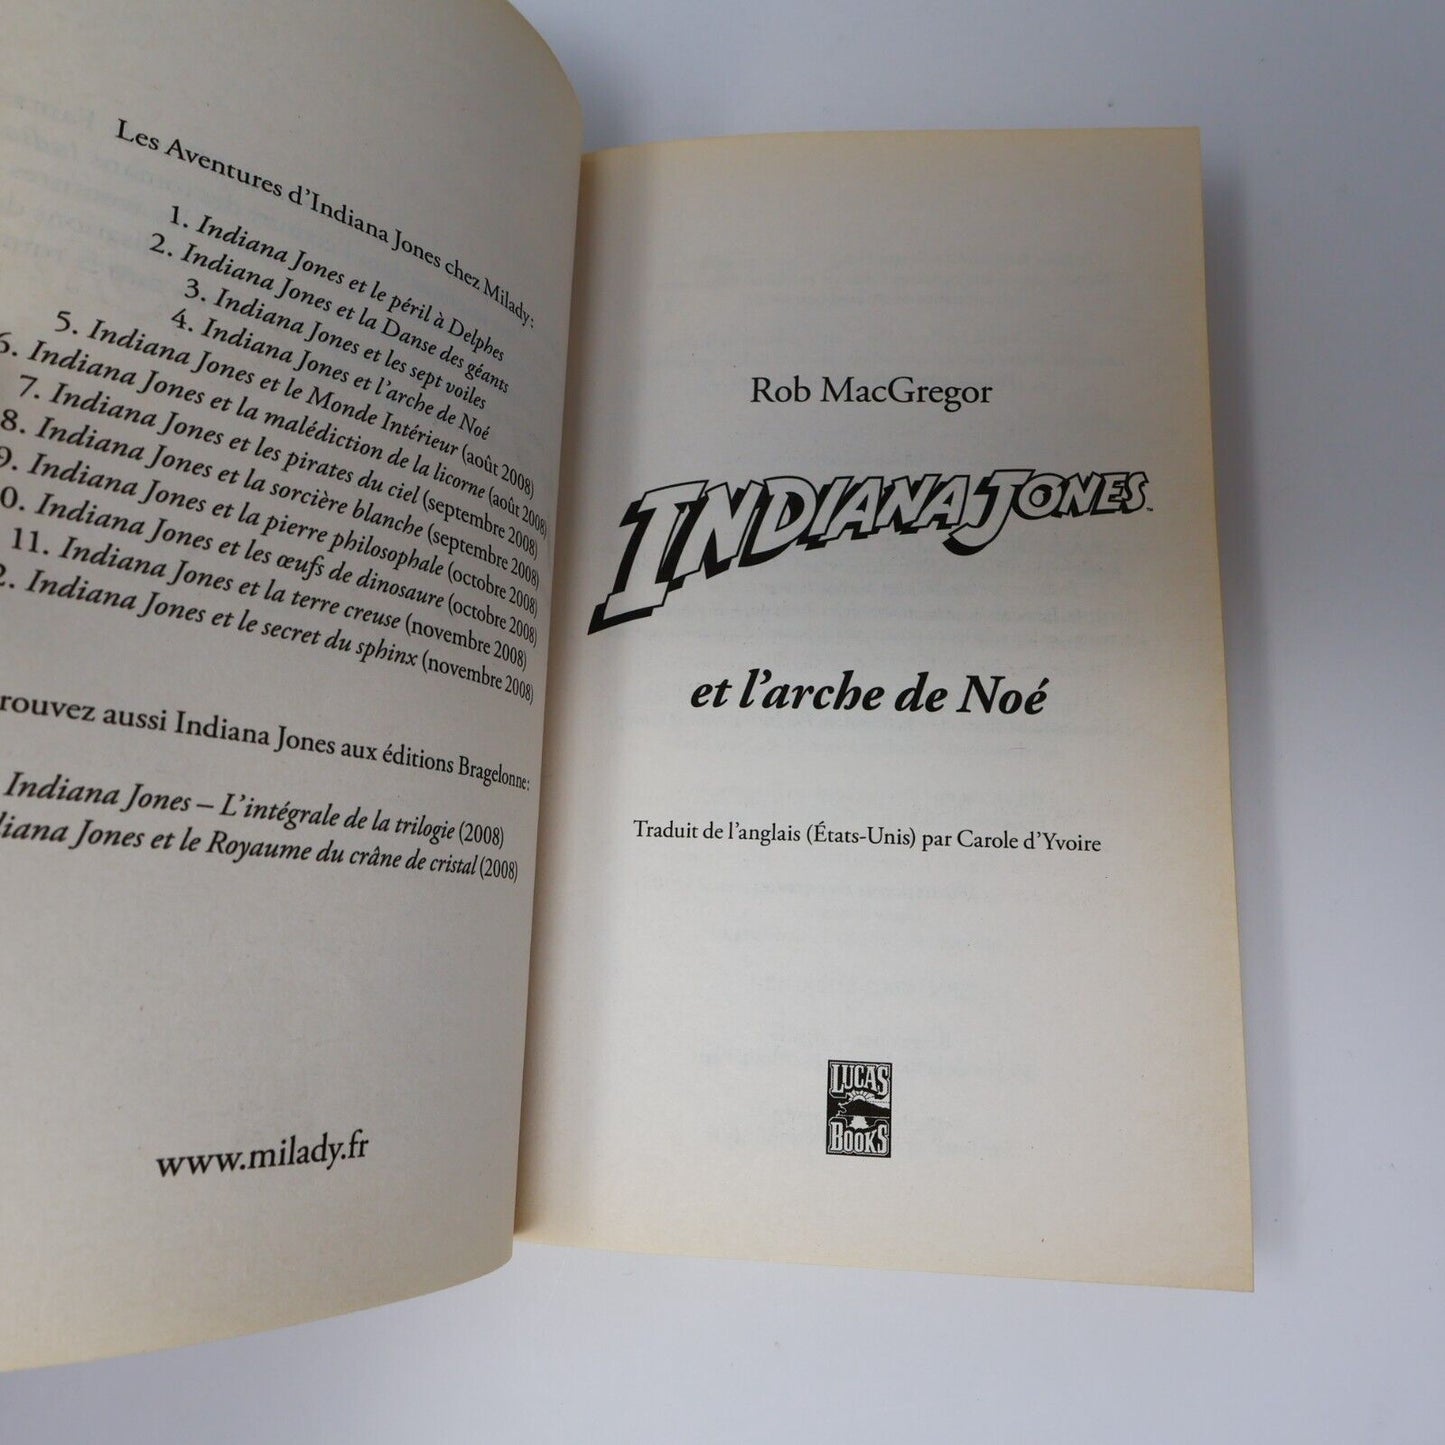 Les Aventures d'Indiana Jones chez Milady:
1. Indiana Jones et le péril à Delphes
2. Indiana Jones et la Danse des géants
3. Indiana Jones et les sept voiles
4. Indiana Jones et l'arche de Noé
5. Indiana Jones et le Monde Intérieur (août 2008)
6. Indiana Jones et la malédiction de la licorne (août 2008)
7. Indiana Jones et les pirates du ciel (septembre 2008)
8. Indiana Jones et la sorcière blanche (septembre 2008)
9. Indiana Jones et la pierre philosophale (octobre 2008)
0. Indiana Jones et les œufs de dinosaure (octobre 2008)
11. Indiana Jones et la terre creuse (novembre 2008)
2. Indiana Jones et le secret du sphinx (novembre 2008)
rouvez aussi Indiana Jones aux éditions Bragelonne:
Indiana Jones – L'intégrale de la trilogie (2008)
diana Jones et le Royaume du crâne de cristal (2008)
www.milady.fr
Rob MacGregor
INDIANA JONES™
et l'arche de Noé
Traduit de l'anglais (États-Unis) par Carole d'Yvoire
LUCAS
BOOKS